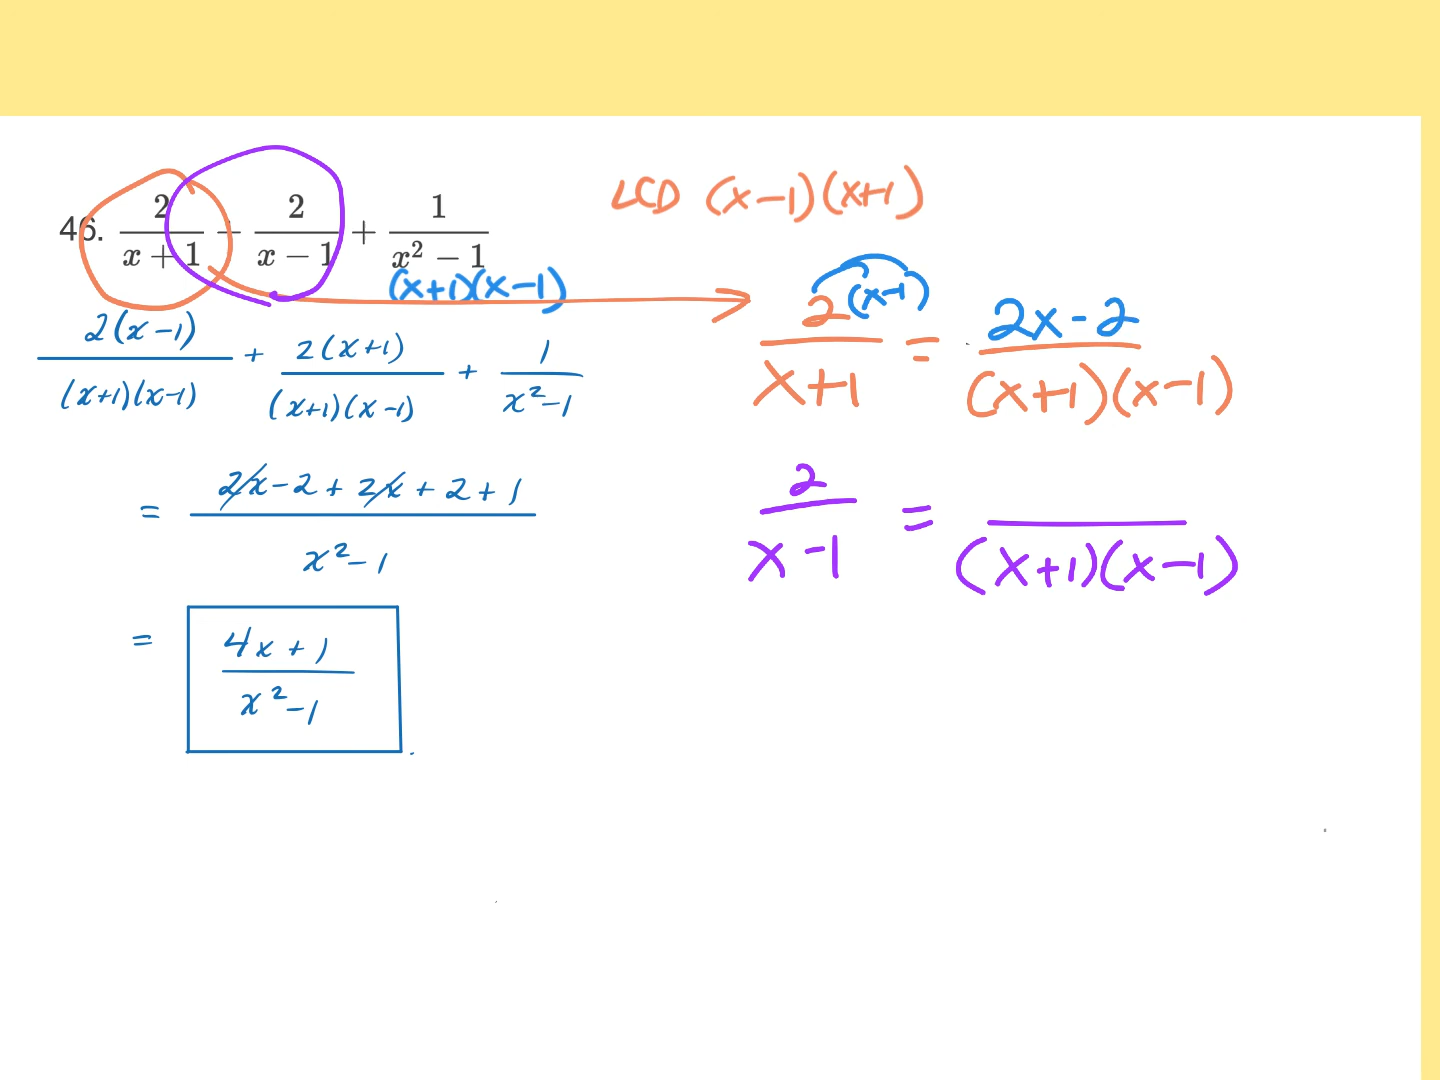 46. 2/(x + 1) + 2/(x − 1) + 1/(x² − 1)
(x+1)(x−1)
LCD (x−1)(x+1)
2(x−1)/((x+1)(x−1)) + 2(x+1)/((x+1)(x−1)) + 1/(x²−1)
= (2x−2+2x+2+1)/(x²−1)
= (4x+1)/(x²−1)
2(x−1)/(x+1) = (2x−2)/((x+1)(x−1))
2/(x−1) = /((x+1)(x−1))